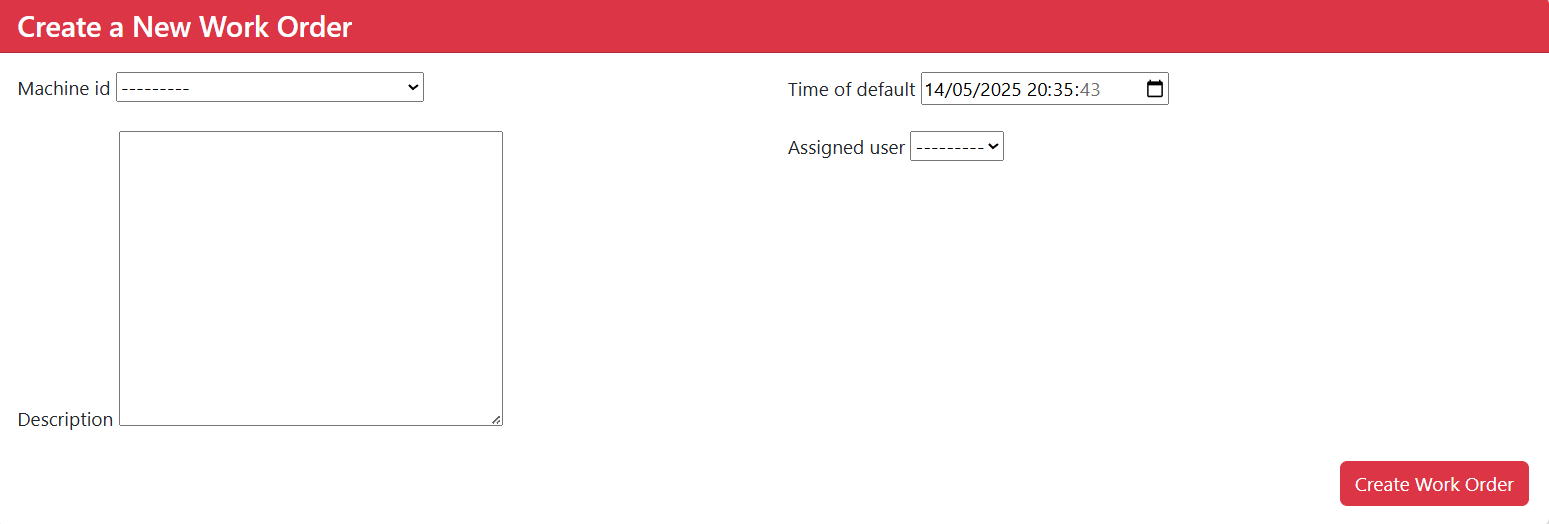 Create a New Work Order
Machine id ---------
Time of default 14/05/2025 20:35:43
Assigned user ---------
Description
Create Work Order